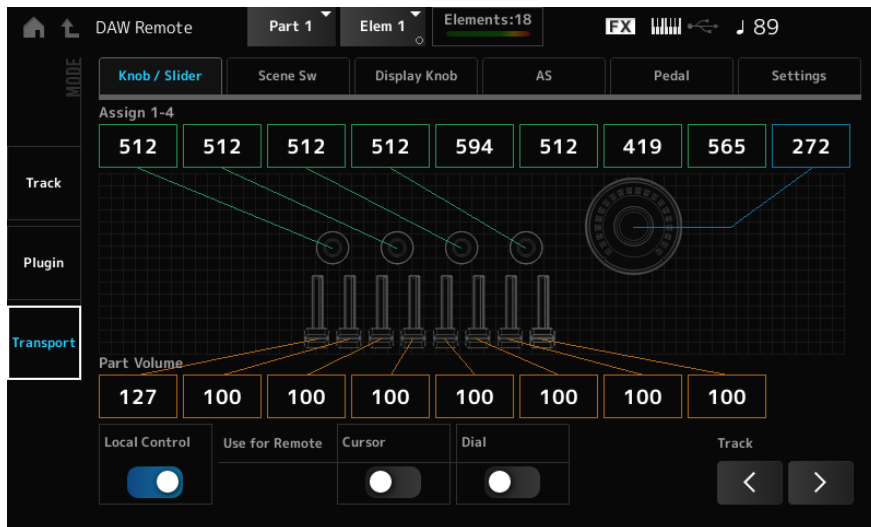 DAW Remote Part 1 Elem 1 Elements:18 FX ♩ 89
MODE
Knob / Slider Scene Sw Display Knob AS Pedal Settings
Assign 1-4
512 512 512 512 594 512 419 565 272
Track
Plugin
Transport
Part Volume
127 100 100 100 100 100 100 100
Local Control Use for Remote Cursor Dial Track